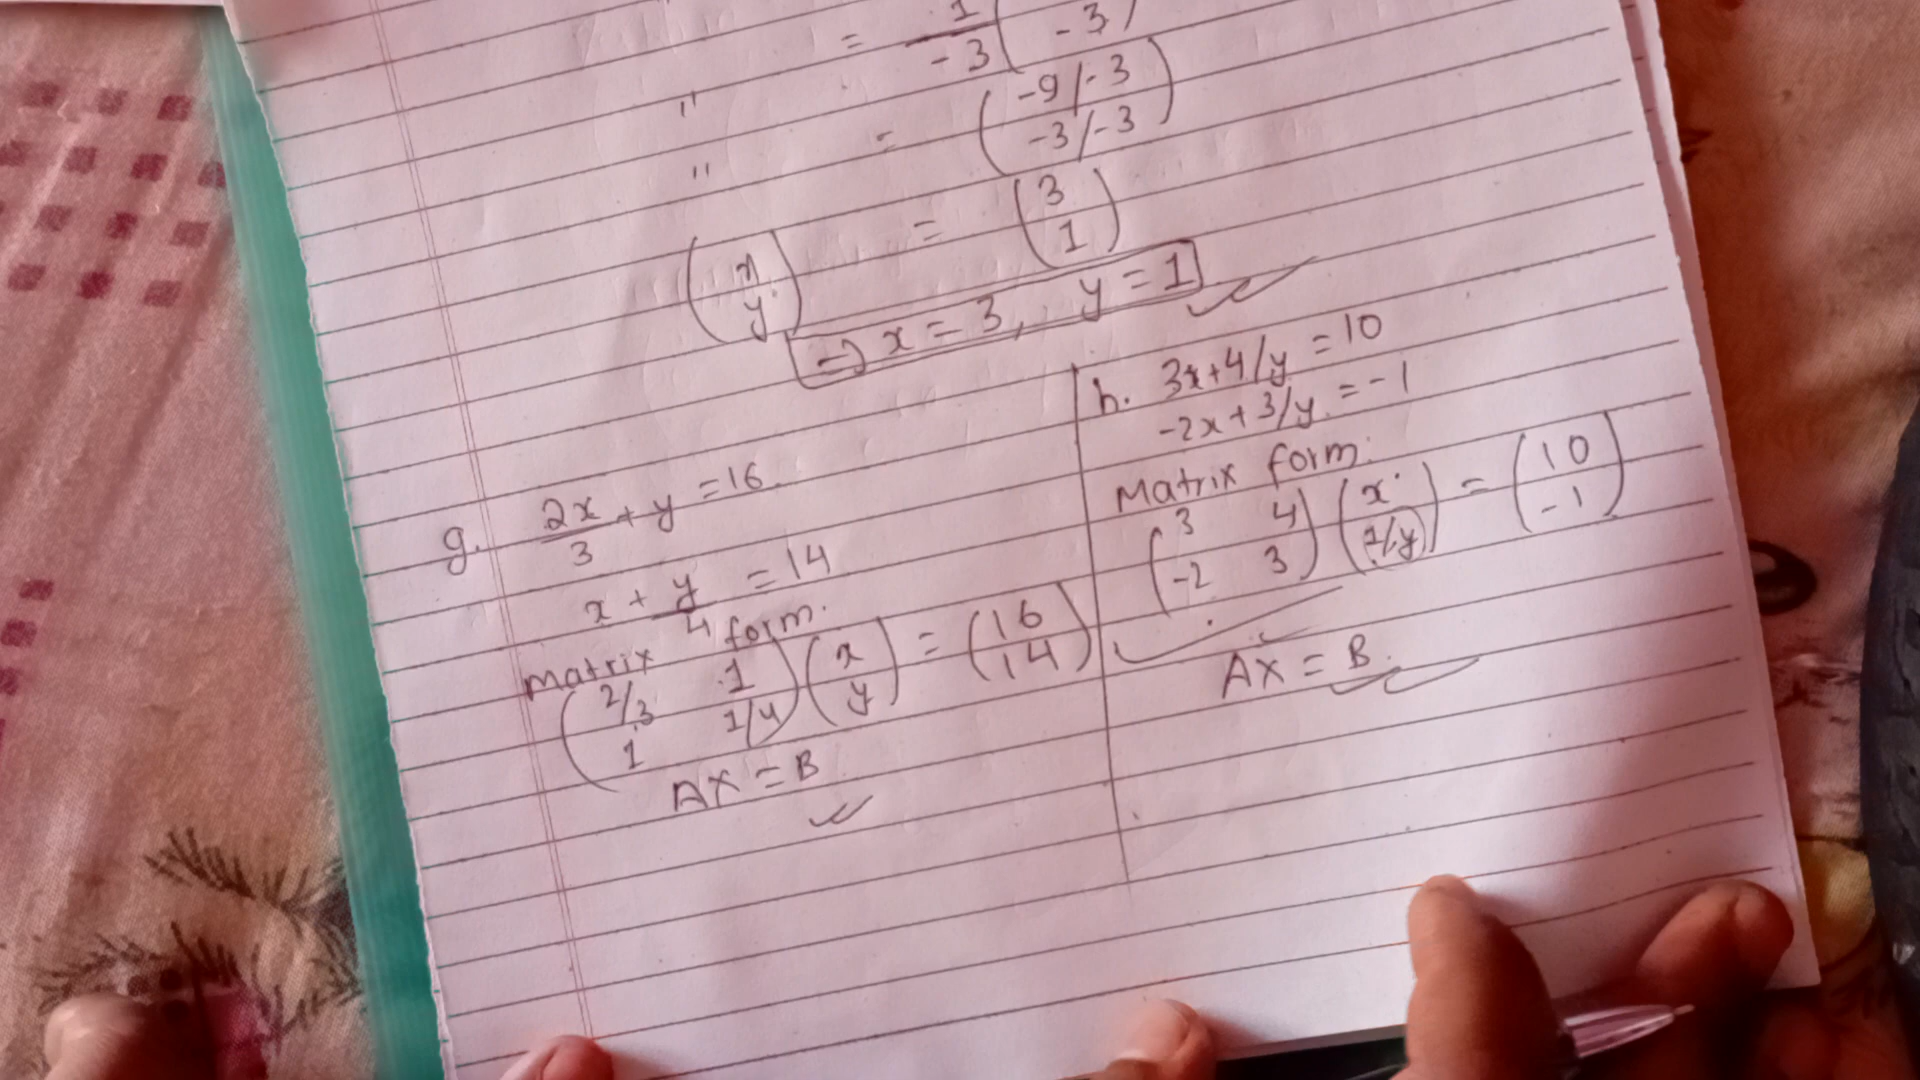 = 1/-3 ( -3 )
" = ( -9/-3
-3/-3 )
"
( x
y ) = ( 3
1 )
⇒ x = 3, y = 1
g. 2x/3 + y = 16
x + y/4 = 14
Matrix form.
( 2/3 1
1 1/4 ) ( x
y ) = ( 16
14 )
AX = B
h. 3x + 4/y = 10
-2x + 3/y = -1
Matrix form:
( 3 4
-2 3 ) ( x
1/y ) = ( 10
-1 )
AX = B.